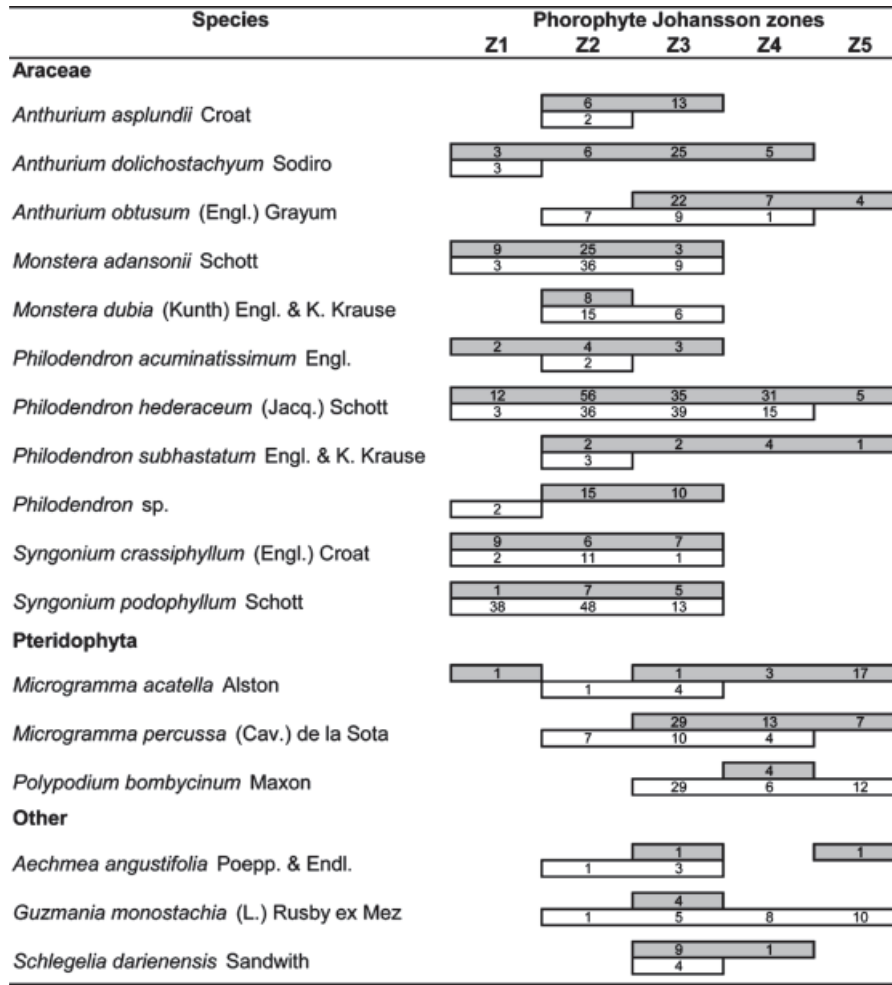 Species Phorophyte Johansson zones
Z1 Z2 Z3 Z4 Z5
Araceae
6 13
Anthurium asplundii Croat
2
3 6 25 5
Anthurium dolichostachyum Sodiro
3
22 7 4
Anthurium obtusum (Engl.) Grayum
7 9 1
9 25 3
Monstera adansonii Schott
3 36 9
8
Monstera dubia (Kunth) Engl. & K. Krause
15 6
2 4 3
Philodendron acuminatissimum Engl.
2
12 56 35 31 5
Philodendron hederaceum (Jacq.) Schott
3 36 39 15
2 2 4 1
Philodendron subhastatum Engl. & K. Krause
3
15 10
Philodendron sp.
2
9 6 7
Syngonium crassiphyllum (Engl.) Croat
2 11 1
1 7 5
Syngonium podophyllum Schott
38 48 13
Pteridophyta
1 1 3 17
Microgramma acatella Alston
1 4
29 13 7
Microgramma percussa (Cav.) de la Sota
7 10 4
4
Polypodium bombycinum Maxon
29 6 12
Other
1 1
Aechmea angustifolia Poepp. & Endl.
1 3
4
Guzmania monostachia (L.) Rusby ex Mez
1 5 8 10
9 1
Schlegelia darienensis Sandwith
4